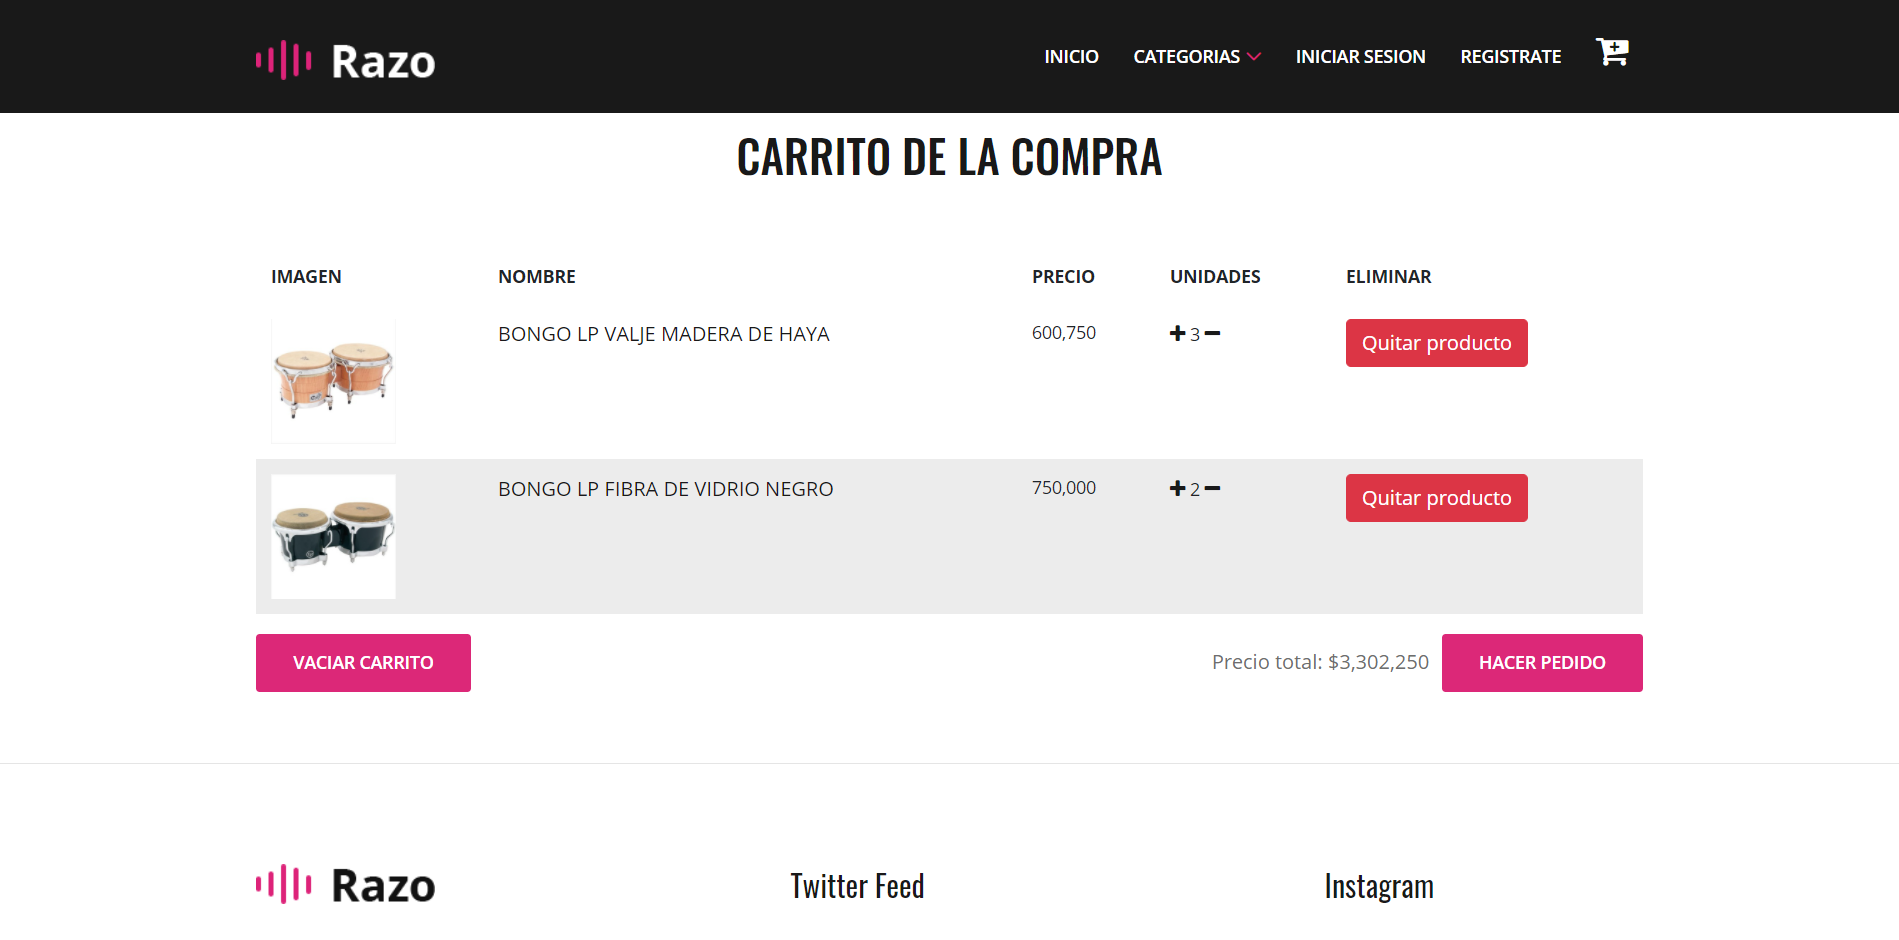 Razo
INICIO CATEGORIAS INICIAR SESION REGISTRATE
CARRITO DE LA COMPRA
IMAGEN NOMBRE PRECIO UNIDADES ELIMINAR
BONGO LP VALJE MADERA DE HAYA 600,750 3 Quitar producto
BONGO LP FIBRA DE VIDRIO NEGRO 750,000 2 Quitar producto
VACIAR CARRITO Precio total: $3,302,250 HACER PEDIDO
Razo Twitter Feed Instagram